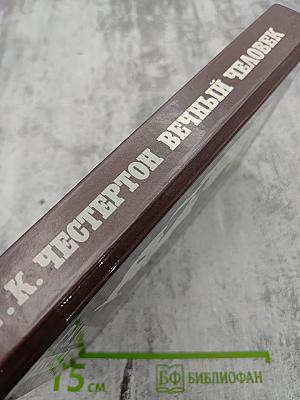 . К. ЧЕСТЕРТОН ВЕЧНЫЙ ЧЕЛОВЕК
15 см
БФ БИБЛИОФАН